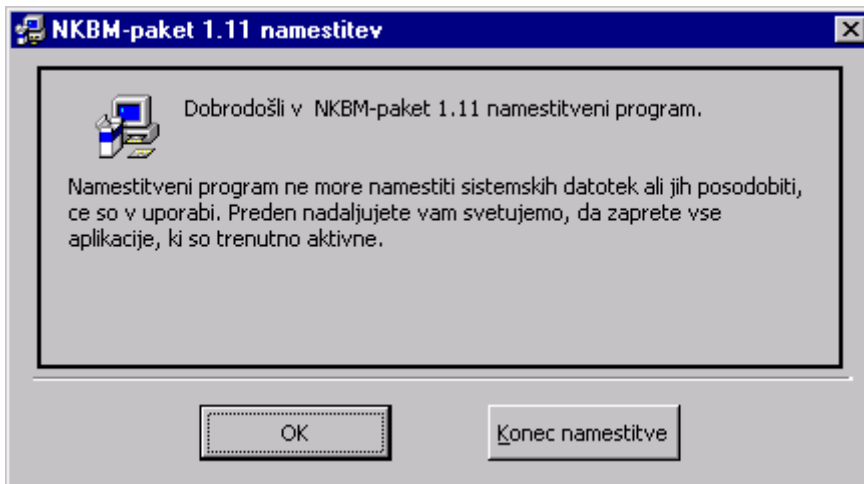 NKBM-paket 1.11 namestitev
Dobrodošli v NKBM-paket 1.11 namestitveni program.
Namestitveni program ne more namestiti sistemskih datotek ali jih posodobiti,
ce so v uporabi. Preden nadaljujete vam svetujemo, da zaprete vse
aplikacije, ki so trenutno aktivne.
OK
Konec namestitve